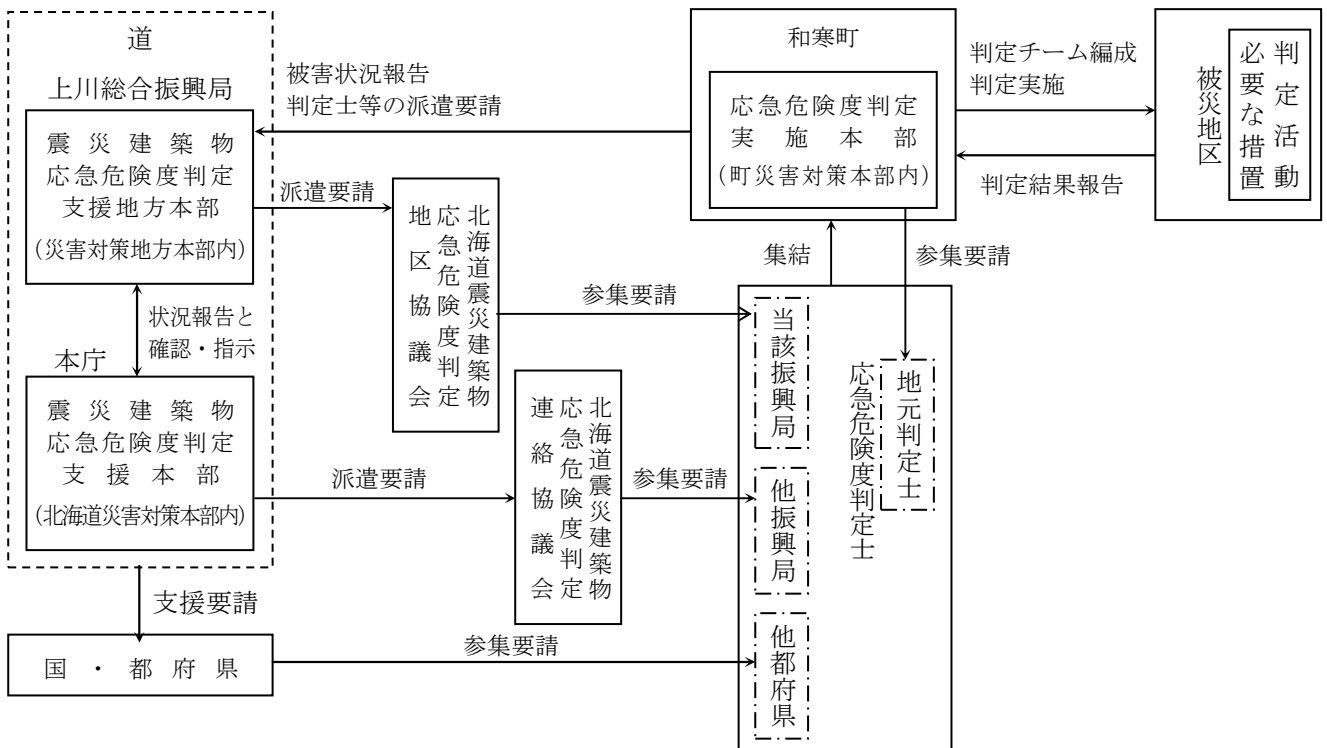 道
上川総合振興局
震災建築物
応急危険度判定
支援地方本部
(災害対策地方本部内)
状況報告と
確認・指示
本庁
震災建築物
応急危険度判定
支援本部
(北海道災害対策本部内)
支援要請
国・都府県
被害状況報告
判定士等の派遣要請
派遣要請
北海道震災建築物
応急危険度判定
地区協議会
派遣要請
北海道震災建築物
応急危険度判定
連絡協議会
参集要請
参集要請
参集要請
和寒町
応急危険度判定
実施本部
(町災害対策本部内)
集結
参集要請
当該振興局
他振興局
他都府県
応急危険度判定士
地元判定士
判定チーム編成
判定実施
判定結果報告
被災地区
判定活動
必要な措置